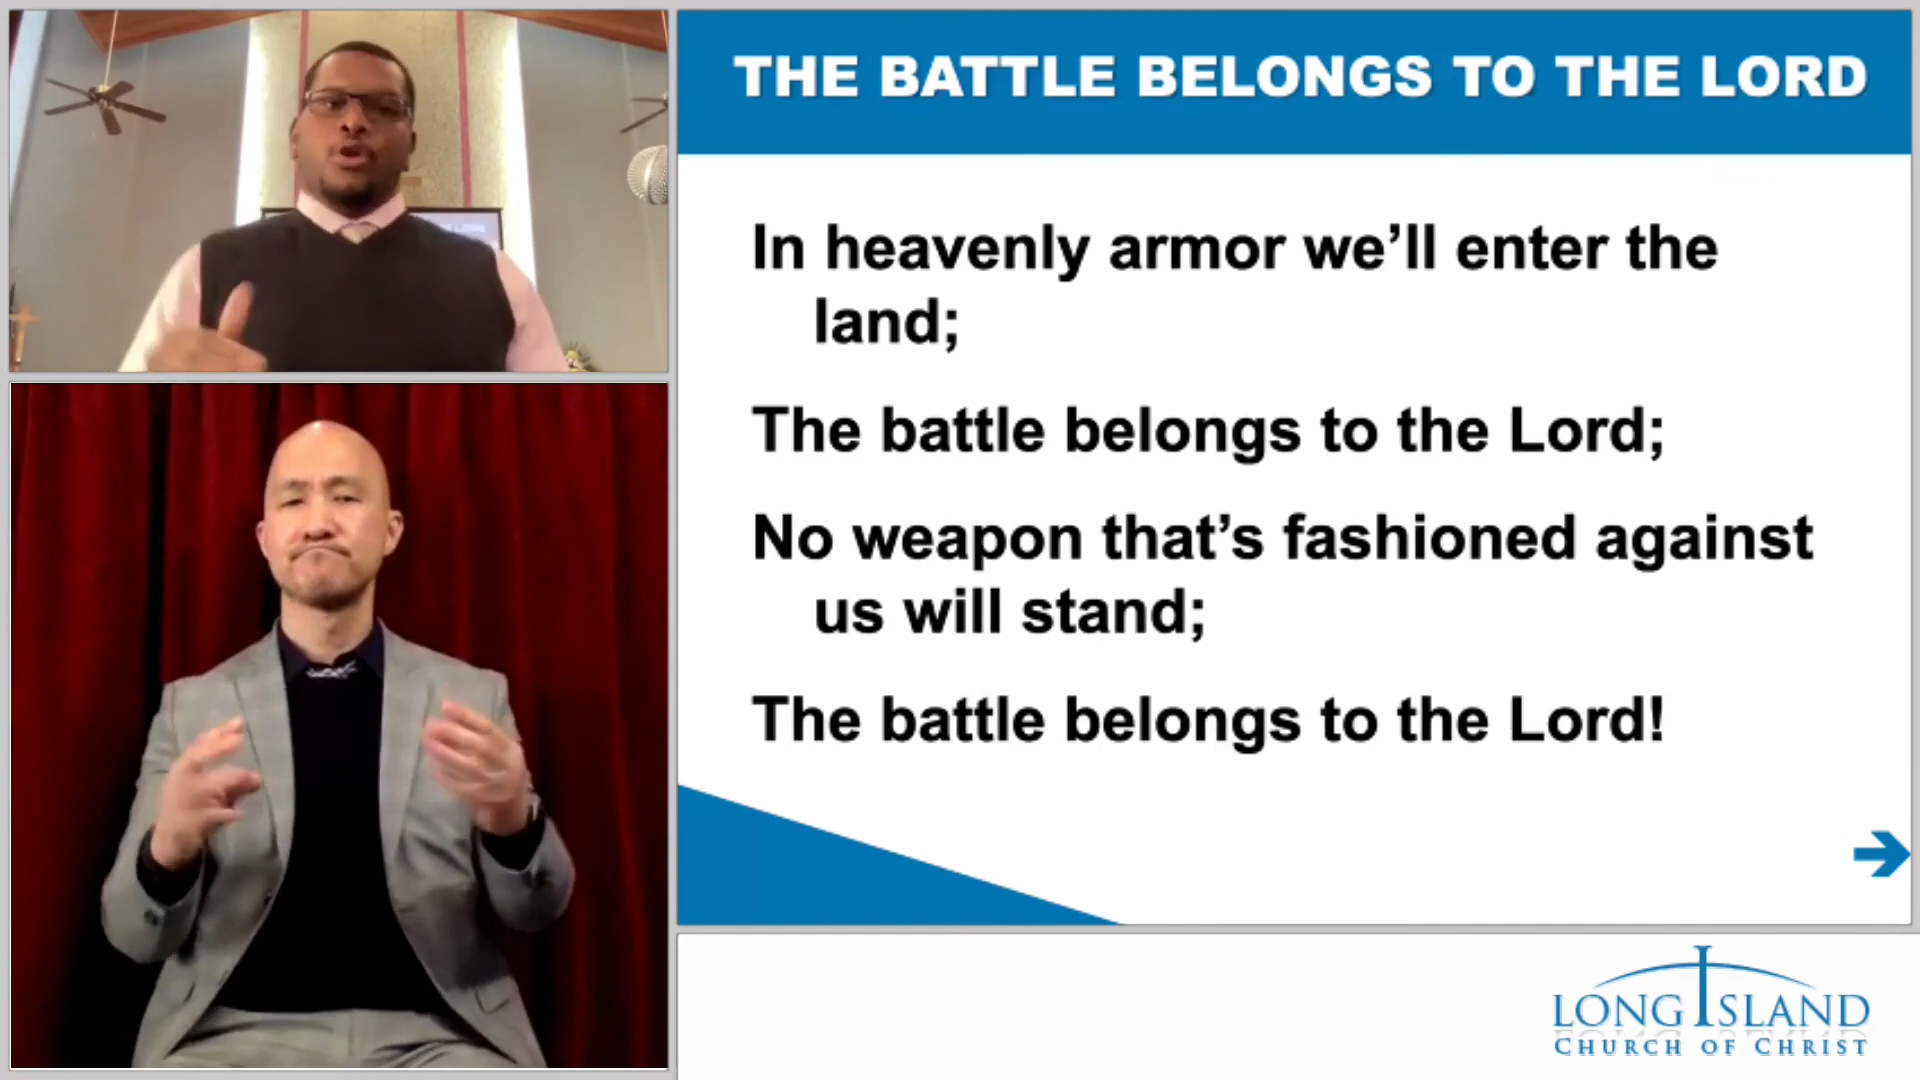 THE BATTLE BELONGS TO THE LORD
In heavenly armor we’ll enter the
land;
The battle belongs to the Lord;
No weapon that’s fashioned against
us will stand;
The battle belongs to the Lord!
LONG ISLAND
CHURCH OF CHRIST